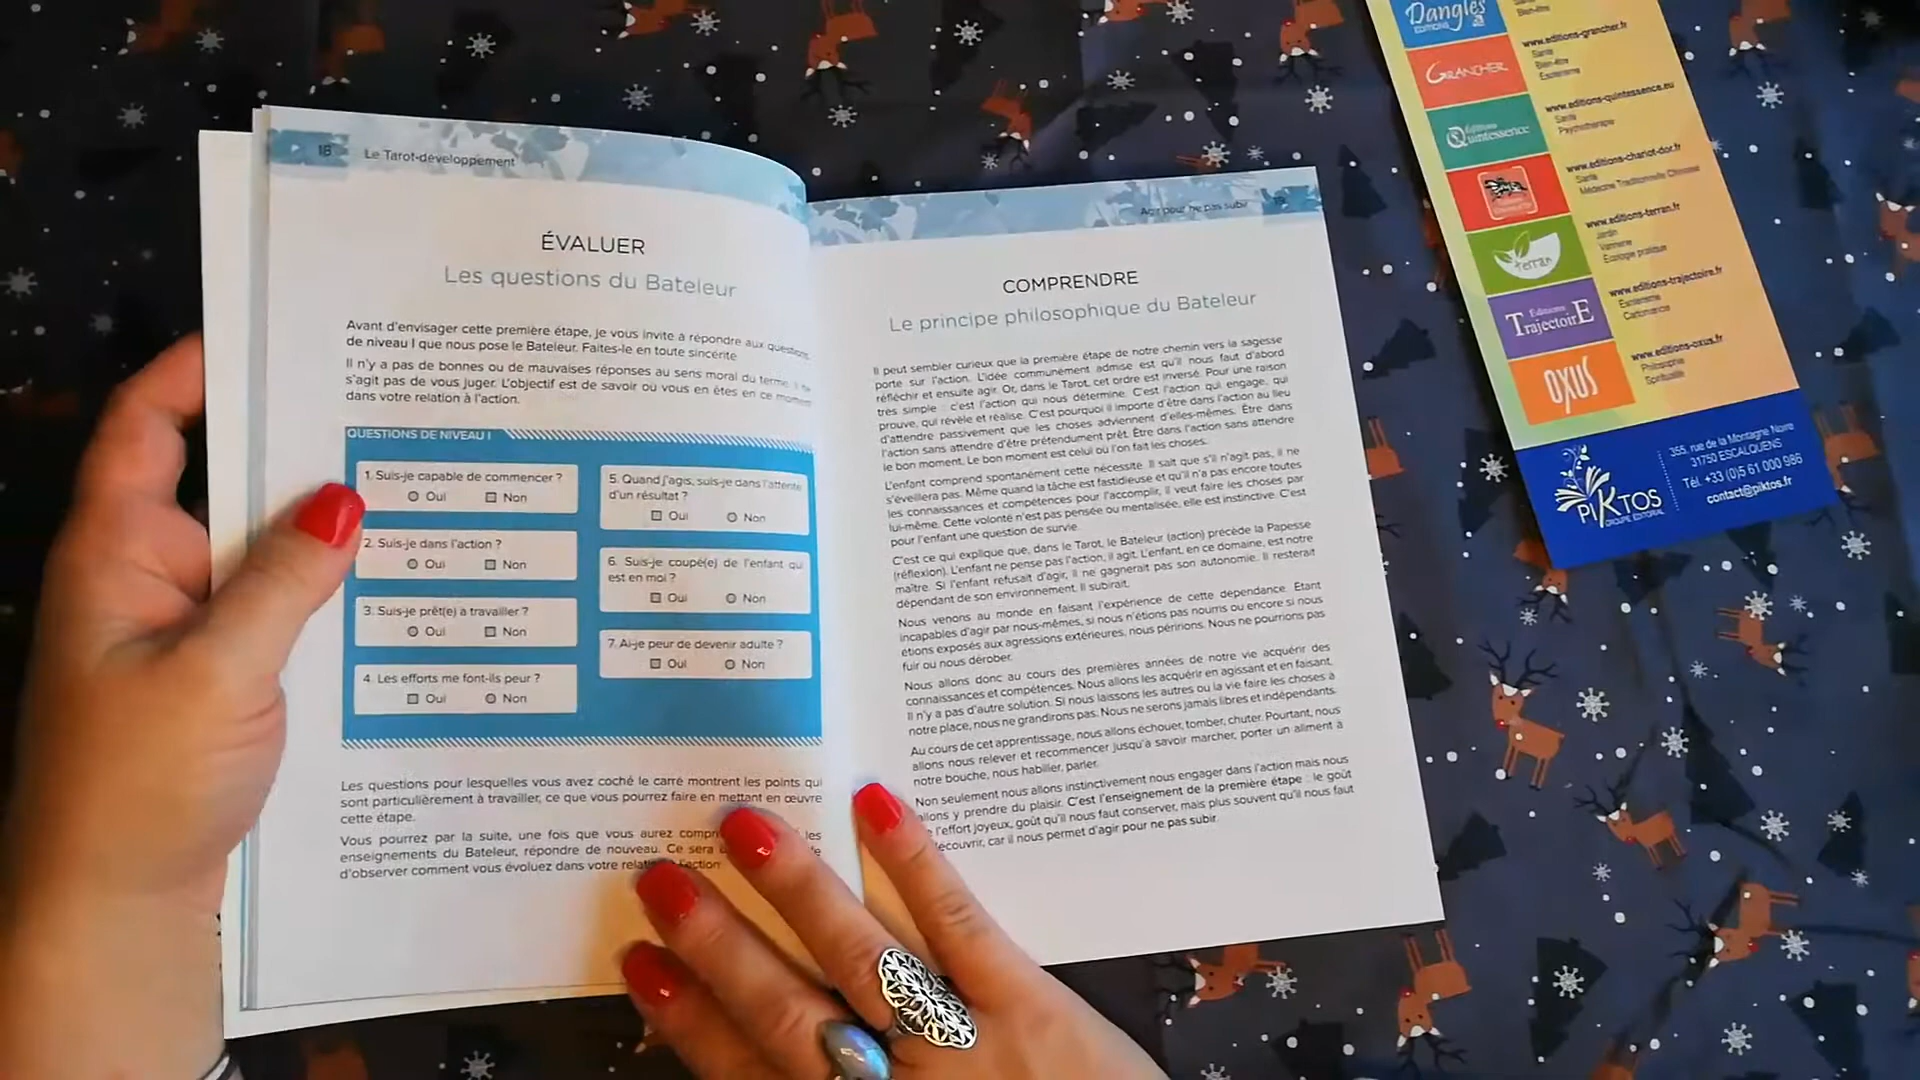 18
Le Tarot-développement
ÉVALUER
Les questions du Bateleur
Avant d'envisager cette première étape, je vous invite à répondre aux questions
de niveau I que nous pose le Bateleur. Faites-le en toute sincérité
Il n'y a pas de bonnes ou de mauvaises réponses au sens moral du terme, il ne
s'agit pas de vous juger. L'objectif est de savoir où vous en êtes en ce moment
dans votre relation à l'action.
QUESTIONS DE NIVEAU I
1. Suis-je capable de commencer ?
Oui Non
2. Suis-je dans l'action ?
Oui Non
3. Suis-je prêt(e) à travailler ?
Oui Non
4. Les efforts me font-ils peur ?
Oui Non
5. Quand j'agis, suis-je dans l'attente
d'un résultat ?
Oui Non
6. Suis-je coupé(e) de l'enfant qui
est en moi ?
Oui Non
7. Ai-je peur de devenir adulte ?
Oui Non
Les questions pour lesquelles vous avez coché le carré montrent les points qui
sont particulièrement à travailler, ce que vous pourrez faire en mettant en œuvre
cette étape.
Vous pourrez par la suite, une fois que vous aurez les
enseignements du Bateleur, répondre de nouveau. Ce sera
d'observer comment vous évoluez dans votre l'action
Agir pour ne pas subir
19
COMPRENDRE
Le principe philosophique du Bateleur
Il peut sembler curieux que la première étape de notre chemin vers la sagesse
porte sur l'action. L'idée communément admise est qu'il nous faut d'abord
réfléchir et ensuite agir. Or, dans le Tarot, cet ordre est inversé. Pour une raison
très simple : c'est l'action qui nous détermine. C'est l'action qui engage, qui
prouve, qui révèle et réalise. C'est pourquoi il importe d'être dans l'action au lieu
d'attendre passivement que les choses adviennent d'elles-mêmes. Être dans
l'action sans attendre d'être prétendument prêt. Être dans l'action sans attendre
le bon moment. Le bon moment est celui où l'on fait les choses.
L'enfant comprend spontanément cette nécessité. Il sait que s'il n'agit pas, il ne
s'éveillera pas. Même quand la tâche est fastidieuse et qu'il n'a pas encore toutes
les connaissances et compétences pour l'accomplir, il veut faire les choses par
lui-même. Cette volonté n'est pas pensée ou mentalisée, elle est instinctive. C'est
pour l'enfant une question de survie.
C'est ce qui explique que, dans le Tarot, le Bateleur (action) précède la Papesse
(réflexion). L'enfant ne pense pas l'action, il agit. L'enfant, en ce domaine, est notre
maître. Si l'enfant refusait d'agir, il ne gagnerait pas son autonomie. Il resterait
dépendant de son environnement. Il subirait.
Nous venons au monde en faisant l'expérience de cette dépendance. Étant
incapables d'agir par nous-mêmes, si nous n'étions pas nourris ou encore si nous
étions exposés aux agressions extérieures, nous péririons. Nous ne pourrions pas
fuir ou nous dérober.
Nous allons donc au cours des premières années de notre vie acquérir des
connaissances et compétences. Nous allons les acquérir en agissant et en faisant.
Il n'y a pas d'autre solution. Si nous laissons les autres ou la vie faire les choses à
notre place, nous ne grandirons pas. Nous ne serons jamais libres et indépendants.
Au cours de cet apprentissage, nous allons échouer, tomber, chuter. Pourtant, nous
allons nous relever et recommencer jusqu'à savoir marcher, porter un aliment à
notre bouche, nous habiller, parler.
Non seulement nous allons instinctivement nous engager dans l'action mais nous
allons y prendre du plaisir. C'est l'enseignement de la première étape : le goût
de l'effort joyeux, goût qu'il nous faut conserver, mais plus souvent qu'il nous faut
découvrir, car il nous permet d'agir pour ne pas subir.
Dangles
ÉDITIONS
Bien-être
GRANCHER
www.editions-grancher.fr
Santé
Bien-être
Ésotérisme
Éditions
Quintessence
www.editions-quintessence.eu
Santé
Psychothérapie
www.editions-chariot-dor.fr
Santé
Médecine Traditionnelle Chinoise
terran
www.editions-terran.fr
Jardin
Vannerie
Écologie pratique
Editions
TrajectoirE
www.editions-trajectoire.fr
Ésotérisme
Cartomancie
OXUS
www.editions-oxus.fr
Philosophie
Spiritualité
PIKTOS
GROUPE ÉDITORIAL
355, rue de la Montagne Noire
31750 ESCALQUENS
Tél. +33 (0)5 61 000 986
contact@piktos.fr